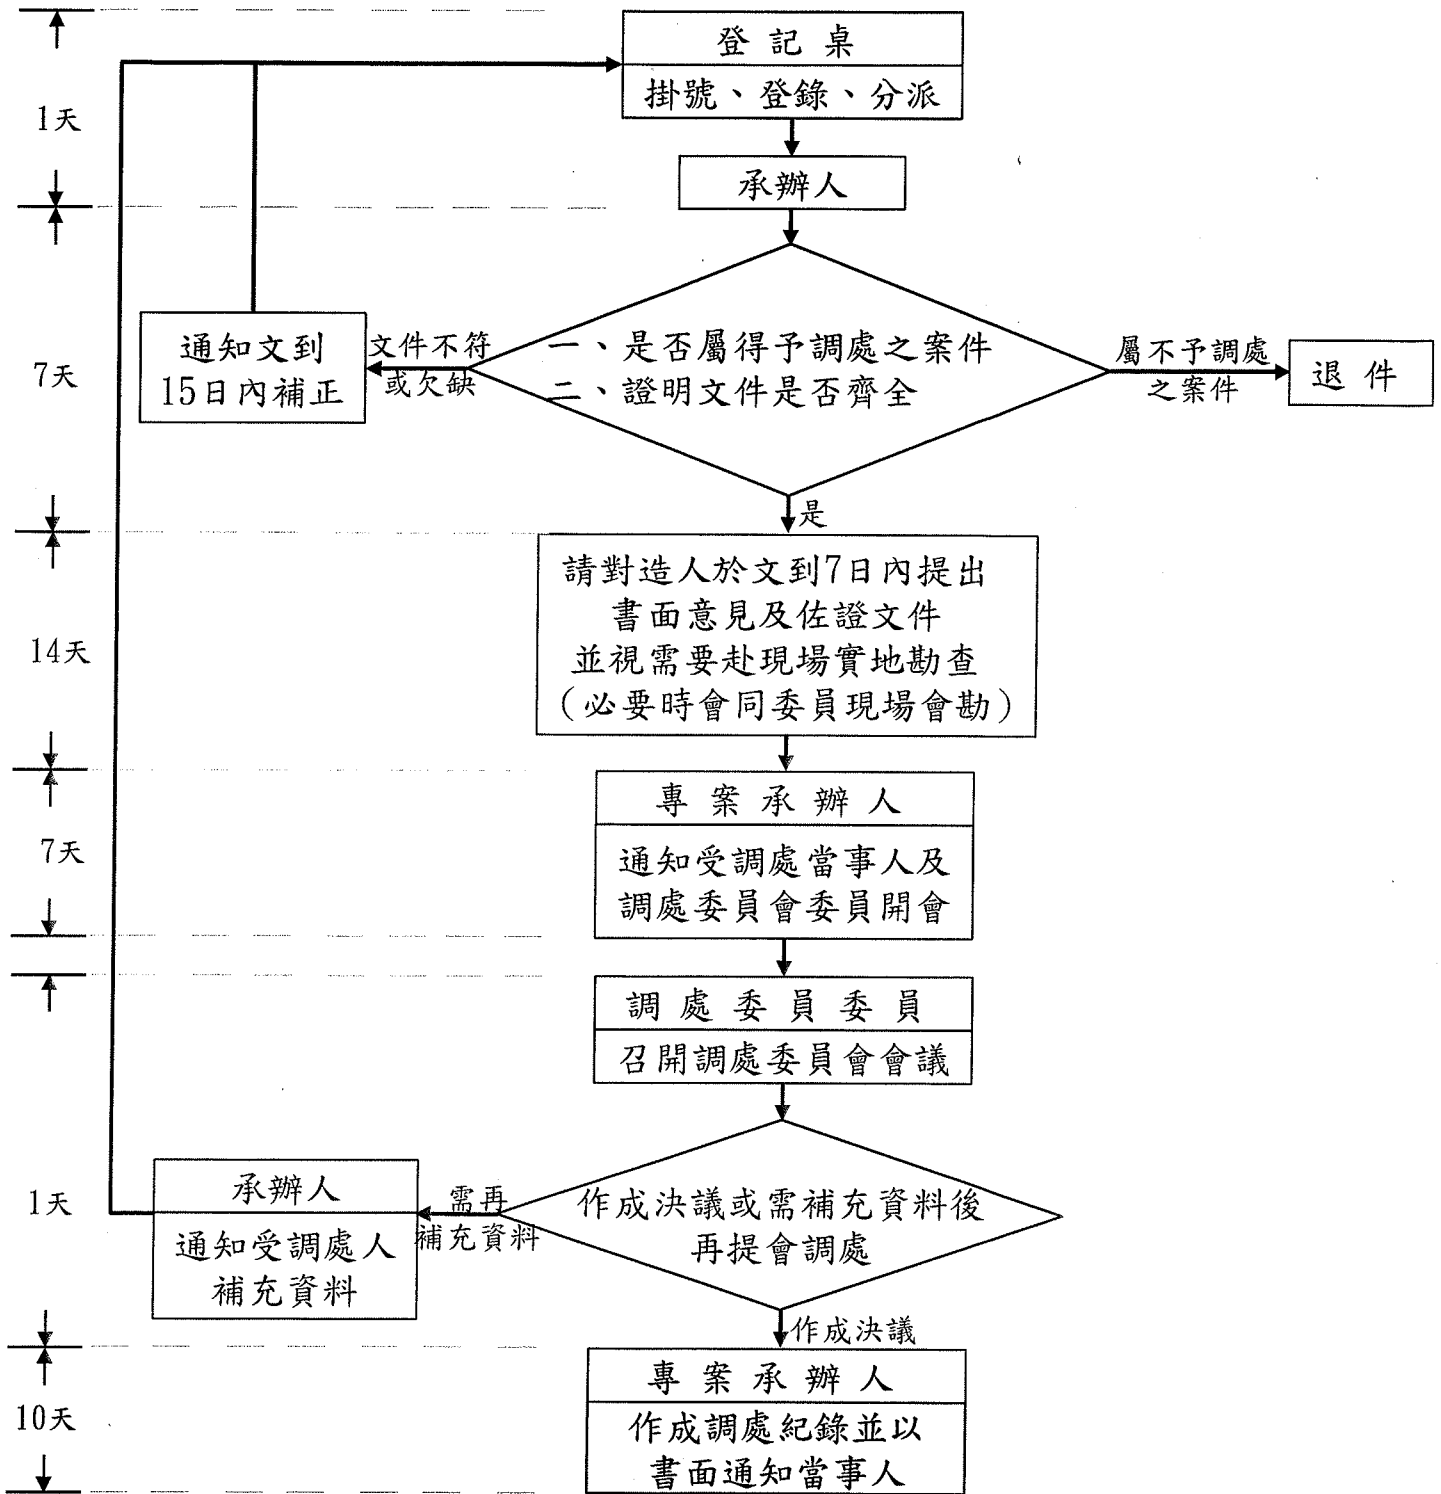 登記桌
掛號、登錄、分派
1天
承辦人
7天
通知文到
15日內補正
文件不符
或欠缺
一、是否屬得予調處之案件
二、證明文件是否齊全
屬不予調處
之案件
退件
是
14天
請對造人於文到7日內提出
書面意見及佐證文件
並視需要赴現場實地勘查
（必要時會同委員現場會勘）
7天
專案承辦人
通知受調處當事人及
調處委員會委員開會
調處委員委員
召開調處委員會會議
1天
承辦人
通知受調處人
補充資料
需再
補充資料
作成決議或需補充資料後
再提會調處
作成決議
10天
專案承辦人
作成調處紀錄並以
書面通知當事人